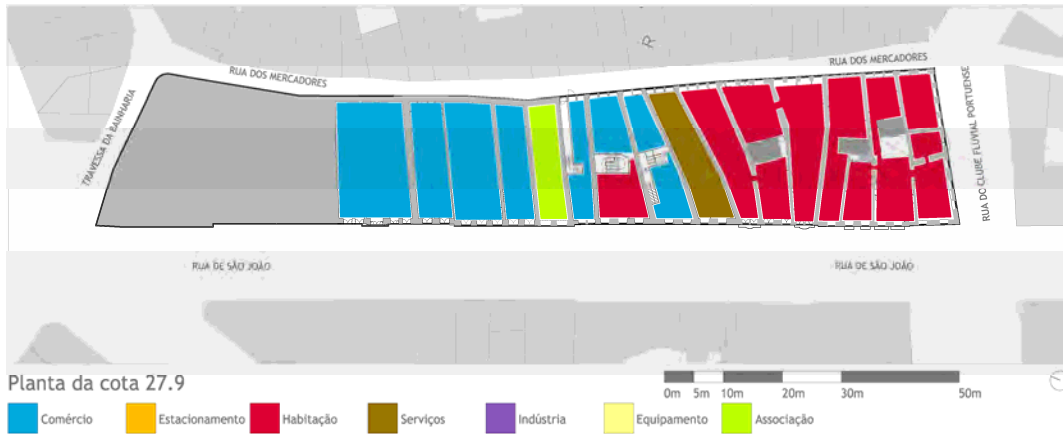 R
RUA DOS MERCADORES
RUA DOS MERCADORES
TRAVESSA DA BAINHARIA
RUA DO CLUBE FLUVIAL PORTUENSE
RUA DE SÃO JOÃO
RUA DE SÃO JOÃO
Planta da cota 27.9
0m 5m 10m 20m 30m 50m
Comércio Estacionamento Habitação Serviços Indústria Equipamento Associação